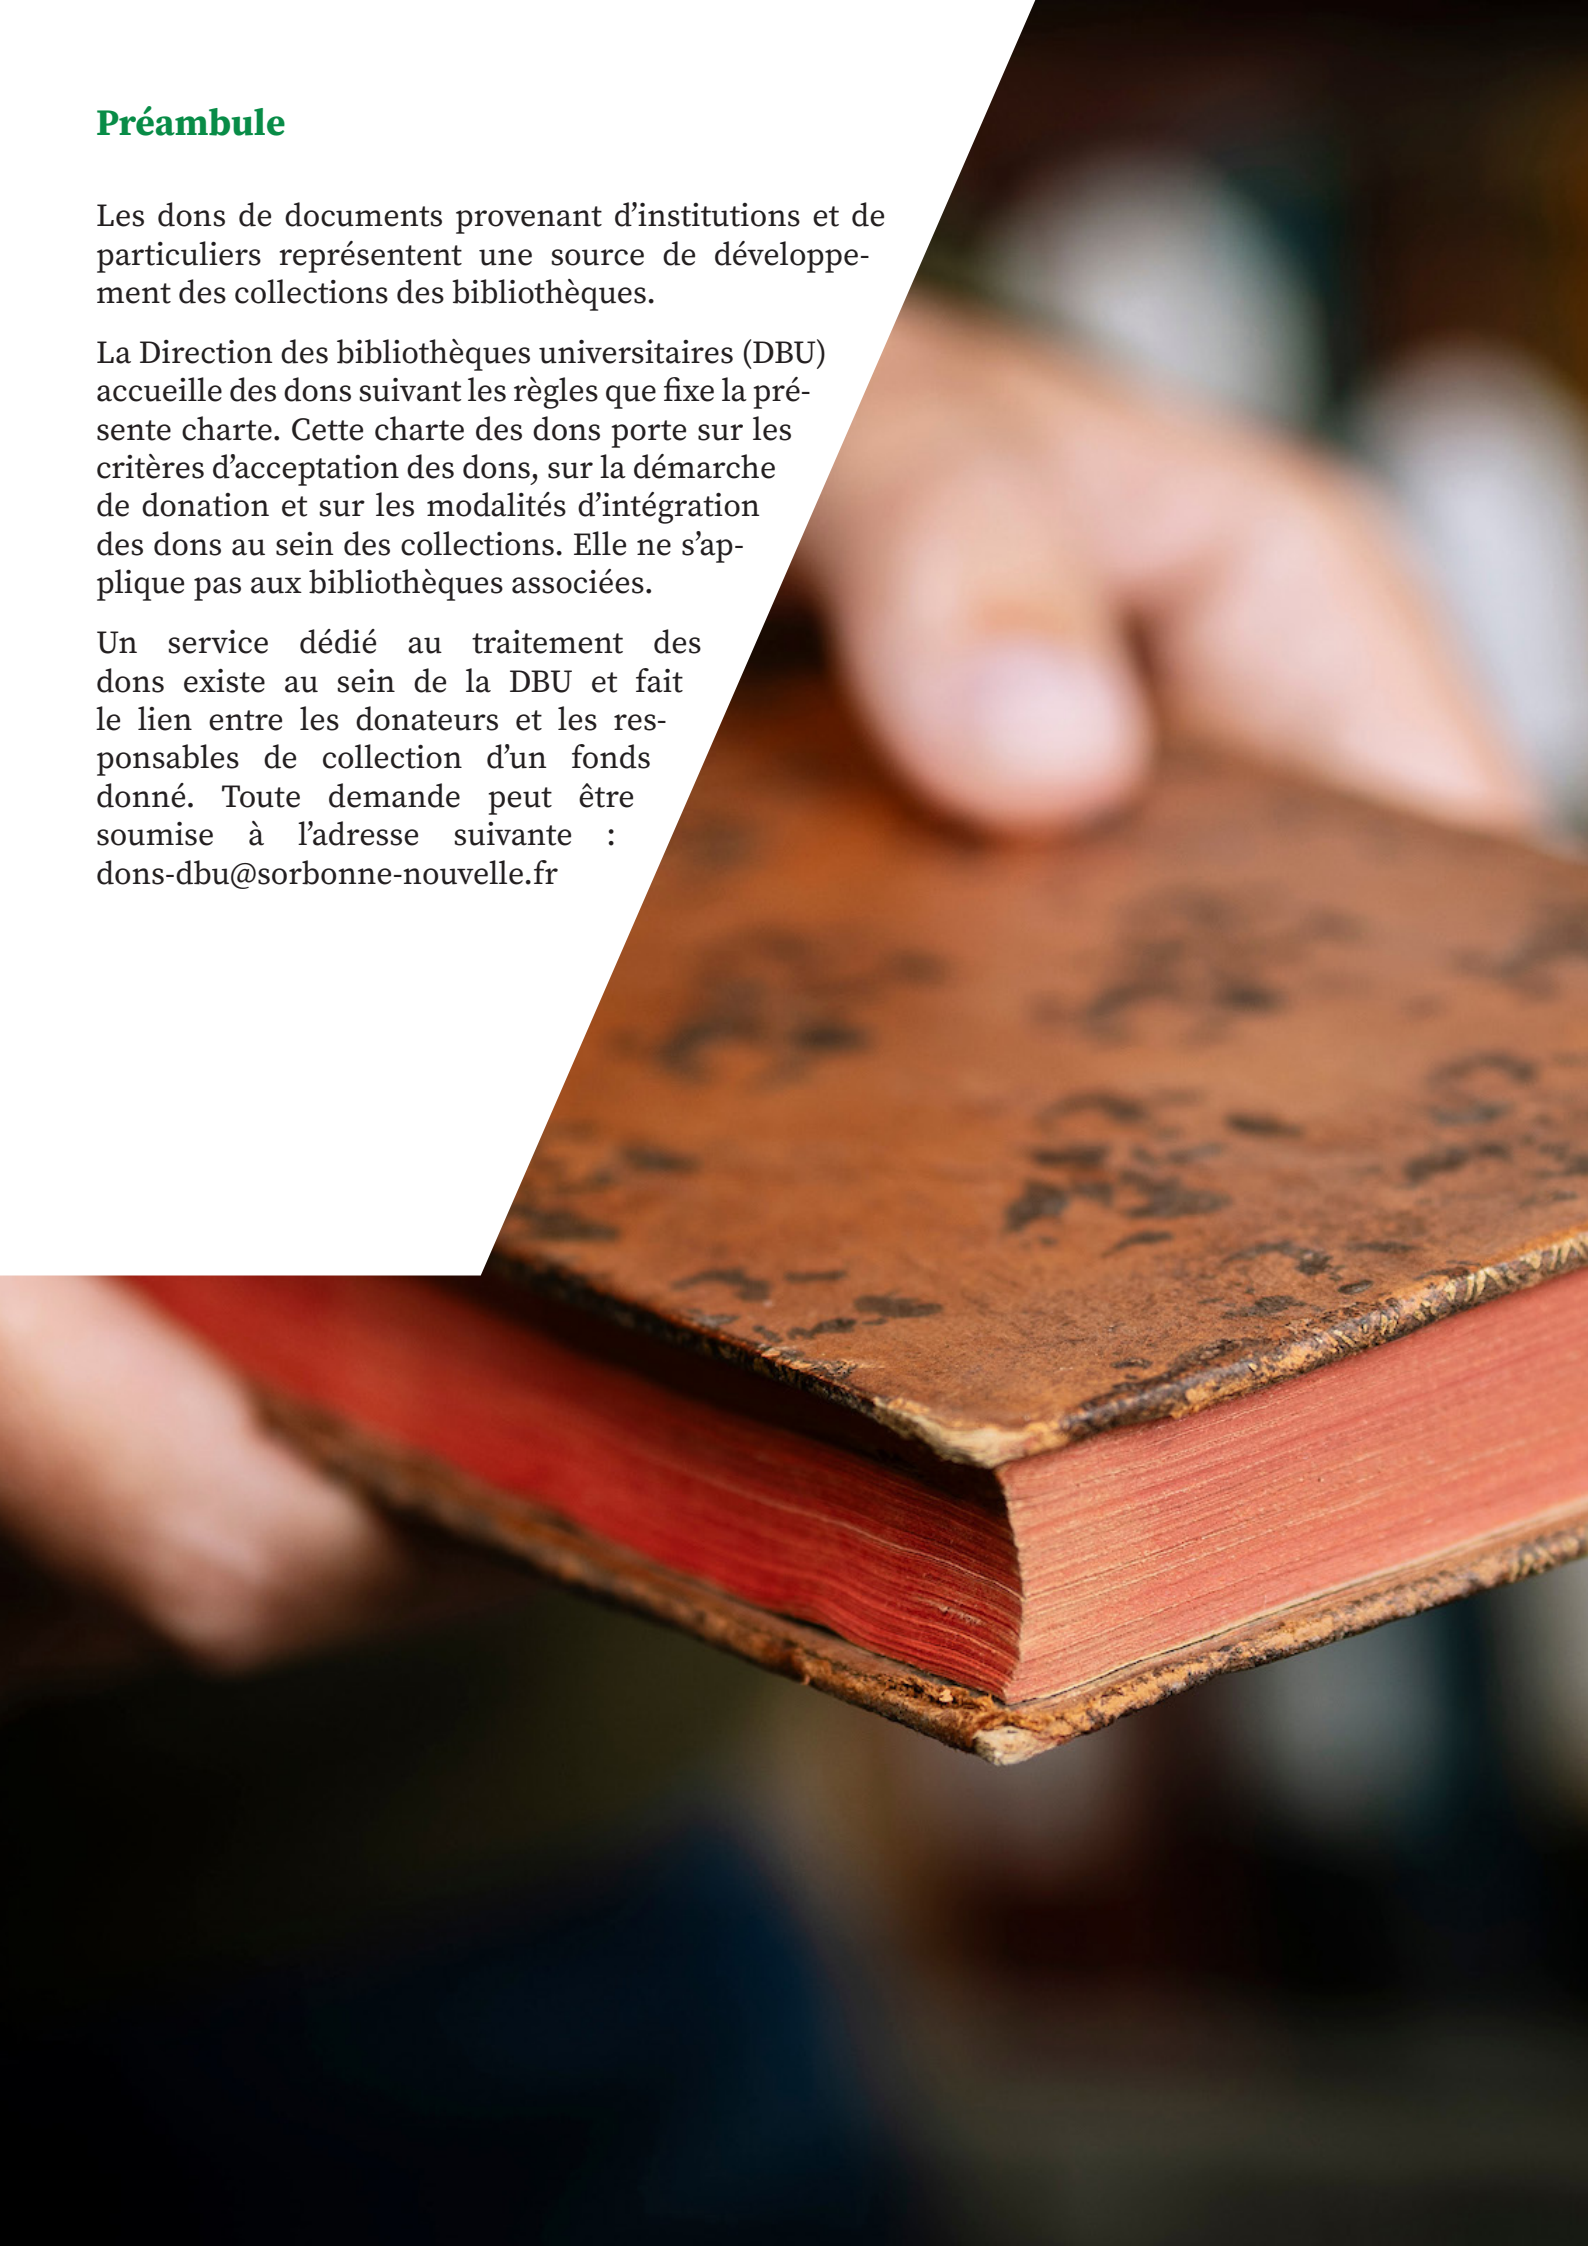 Préambule
Les dons de documents provenant d’institutions et de
particuliers représentent une source de développe-
ment des collections des bibliothèques.
La Direction des bibliothèques universitaires (DBU)
accueille des dons suivant les règles que fixe la pré-
sente charte. Cette charte des dons porte sur les
critères d’acceptation des dons, sur la démarche
de donation et sur les modalités d’intégration
des dons au sein des collections. Elle ne s’ap-
plique pas aux bibliothèques associées.
Un service dédié au traitement des
dons existe au sein de la DBU et fait
le lien entre les donateurs et les res-
ponsables de collection d’un fonds
donné. Toute demande peut être
soumise à l’adresse suivante :
dons-dbu@sorbonne-nouvelle.fr